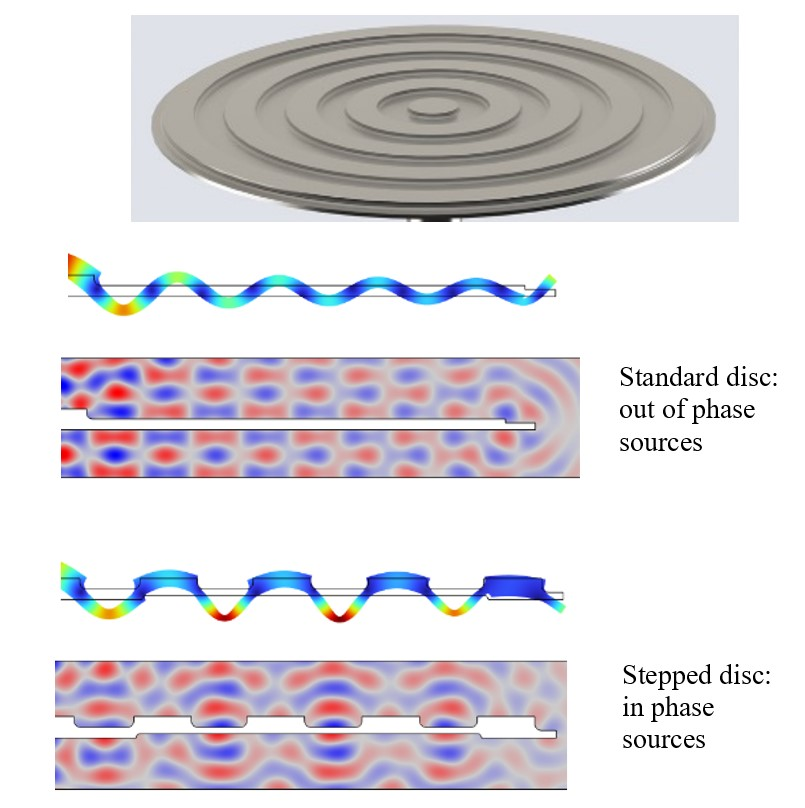 Standard disc:
out of phase
sources
Stepped disc:
in phase
sources